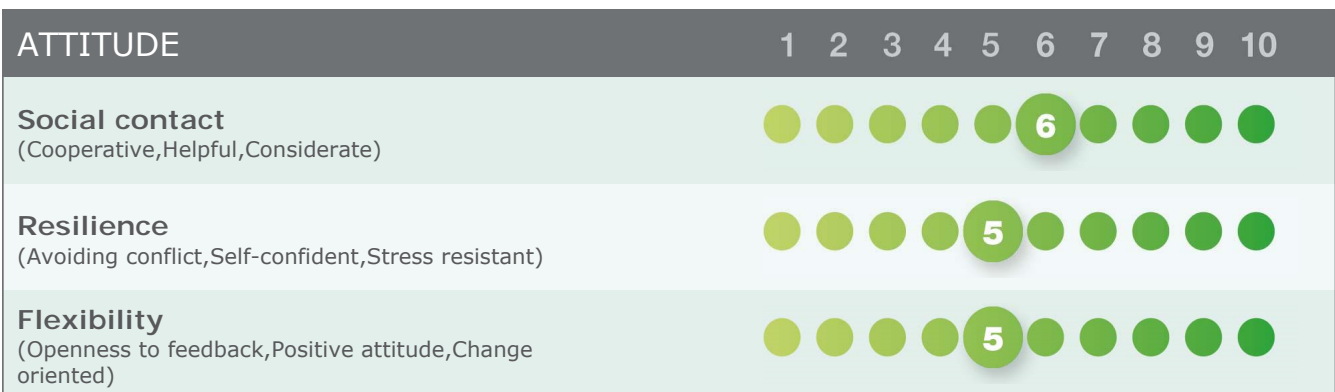 ATTITUDE 1 2 3 4 5 6 7 8 9 10
Social contact
(Cooperative,Helpful,Considerate)
6
Resilience
(Avoiding conflict,Self-confident,Stress resistant)
5
Flexibility
(Openness to feedback,Positive attitude,Change
oriented)
5